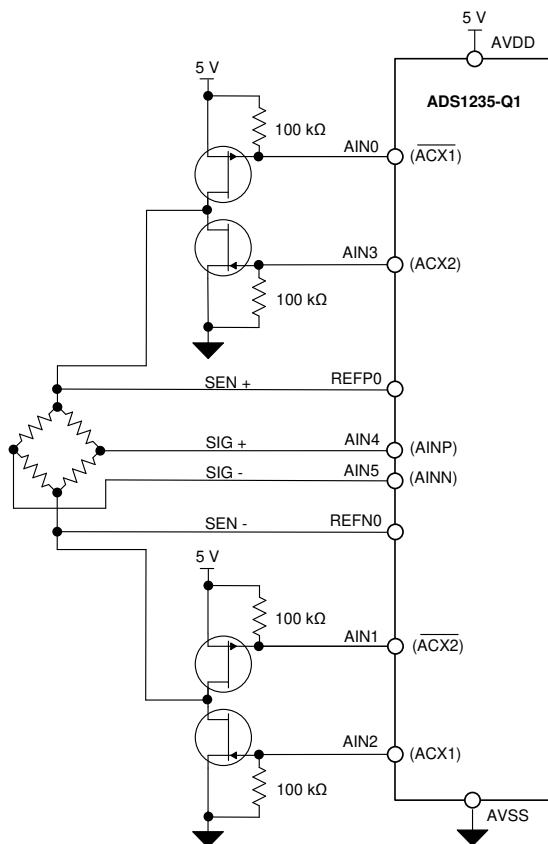 5 V
AVDD
5 V
ADS1235-Q1
100 kΩ
AIN0
(ACX1)
AIN3
(ACX2)
100 kΩ
SEN +
REFP0
SIG +
AIN4
(AINP)
SIG -
AIN5
(AINN)
SEN -
REFN0
5 V
100 kΩ
AIN1
(ACX2)
AIN2
(ACX1)
100 kΩ
AVSS